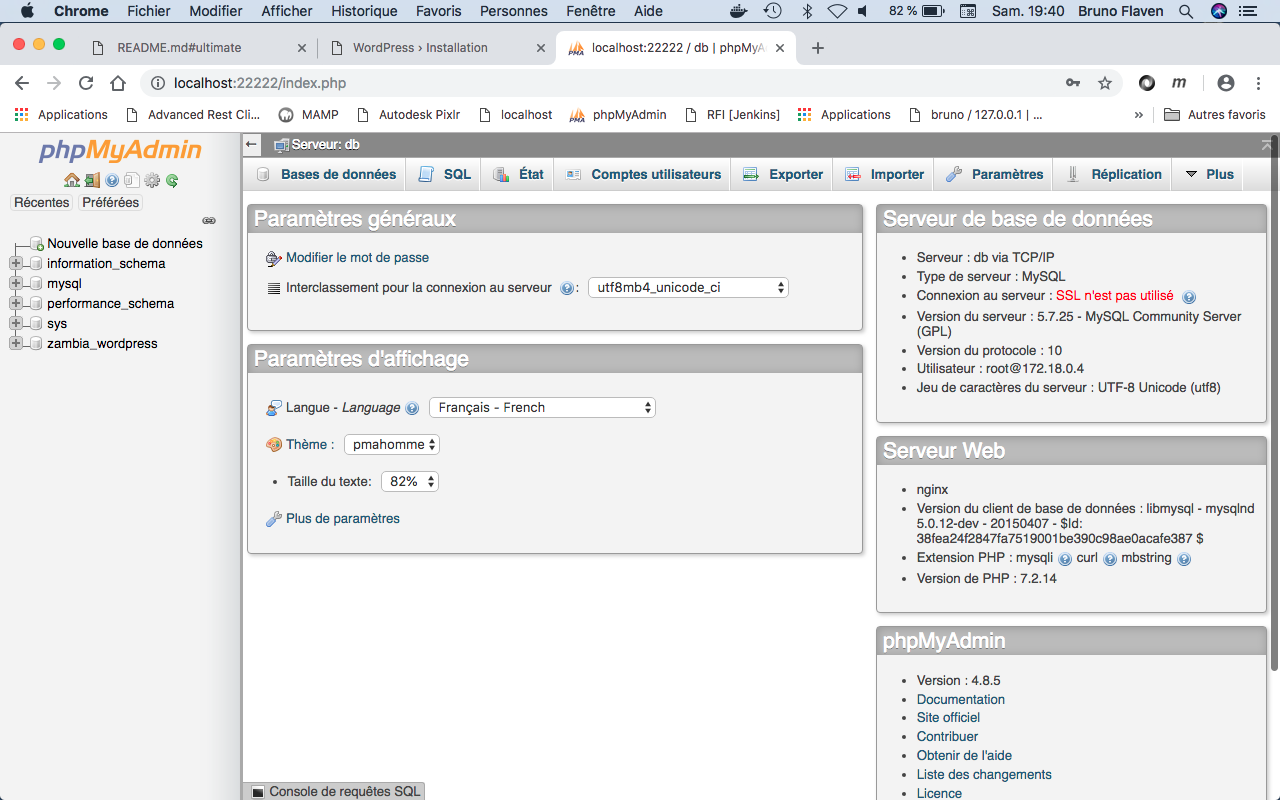 Chrome Fichier Modifier Afficher Historique Favoris Personnes Fenêtre Aide 82 % Sam. 19:40 Bruno Flaven
README.md#ultimate WordPress › Installation localhost:22222 / db | phpMyA
localhost:22222/index.php
Applications Advanced Rest Cli... MAMP Autodesk Pixlr localhost phpMyAdmin RFI [Jenkins] Applications bruno / 127.0.0.1 | ... » Autres favoris
phpMyAdmin
Récentes Préférées
Nouvelle base de données
information_schema
mysql
performance_schema
sys
zambia_wordpress
Serveur: db
Bases de données SQL État Comptes utilisateurs Exporter Importer Paramètres Réplication Plus
Paramètres généraux
Modifier le mot de passe
Interclassement pour la connexion au serveur : utf8mb4_unicode_ci
Paramètres d'affichage
Langue - Language Français - French
Thème : pmahomme
Taille du texte: 82%
Plus de paramètres
Serveur de base de données
Serveur : db via TCP/IP
Type de serveur : MySQL
Connexion au serveur : SSL n'est pas utilisé
Version du serveur : 5.7.25 - MySQL Community Server
(GPL)
Version du protocole : 10
Utilisateur : root@172.18.0.4
Jeu de caractères du serveur : UTF-8 Unicode (utf8)
Serveur Web
nginx
Version du client de base de données : libmysql - mysqlnd
5.0.12-dev - 20150407 - $Id:
38fea24f2847fa7519001be390c98ae0acafe387 $
Extension PHP : mysqli curl mbstring
Version de PHP : 7.2.14
phpMyAdmin
Version : 4.8.5
Documentation
Site officiel
Contribuer
Obtenir de l'aide
Liste des changements
Licence
Console de requêtes SQL